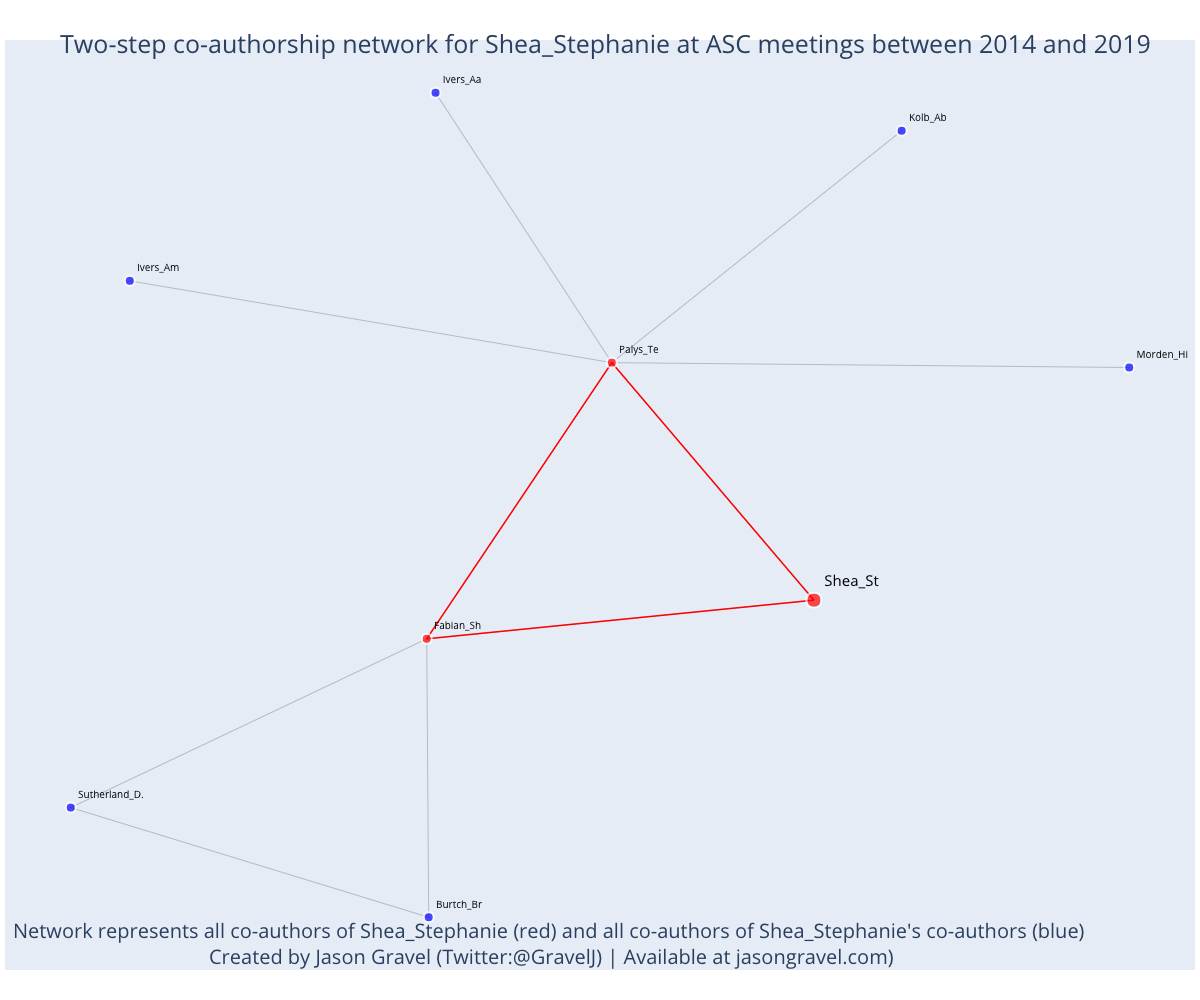 Two-step co-authorship network for Shea_Stephanie at ASC meetings between 2014 and 2019
Ivers_Aa
Kolb_Ab
Ivers_Am
Palys_Te
Morden_Hi
Shea_St
Fabian_Sh
Sutherland_D.
Burtch_Br
Network represents all co-authors of Shea_Stephanie (red) and all co-authors of Shea_Stephanie's co-authors (blue)
Created by Jason Gravel (Twitter:@GravelJ) | Available at jasongravel.com)